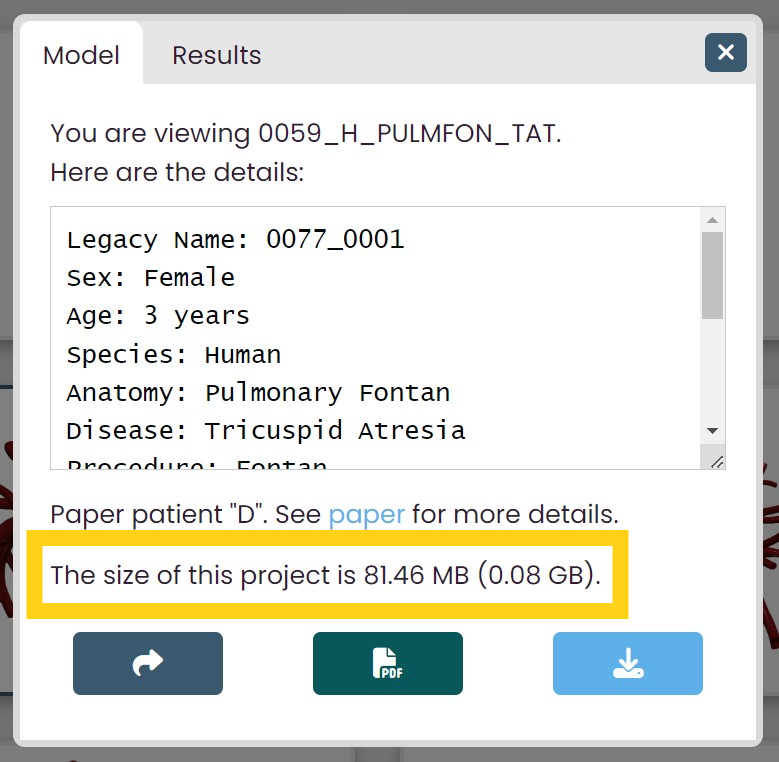 Model
Results
You are viewing 0059_H_PULMFON_TAT.
Here are the details:
Legacy Name: 0077_0001
Sex: Female
Age: 3 years
Species: Human
Anatomy: Pulmonary Fontan
Disease: Tricuspid Atresia
Procedure: Fontan
Paper patient "D". See paper for more details.
The size of this project is 81.46 MB (0.08 GB).
PDF